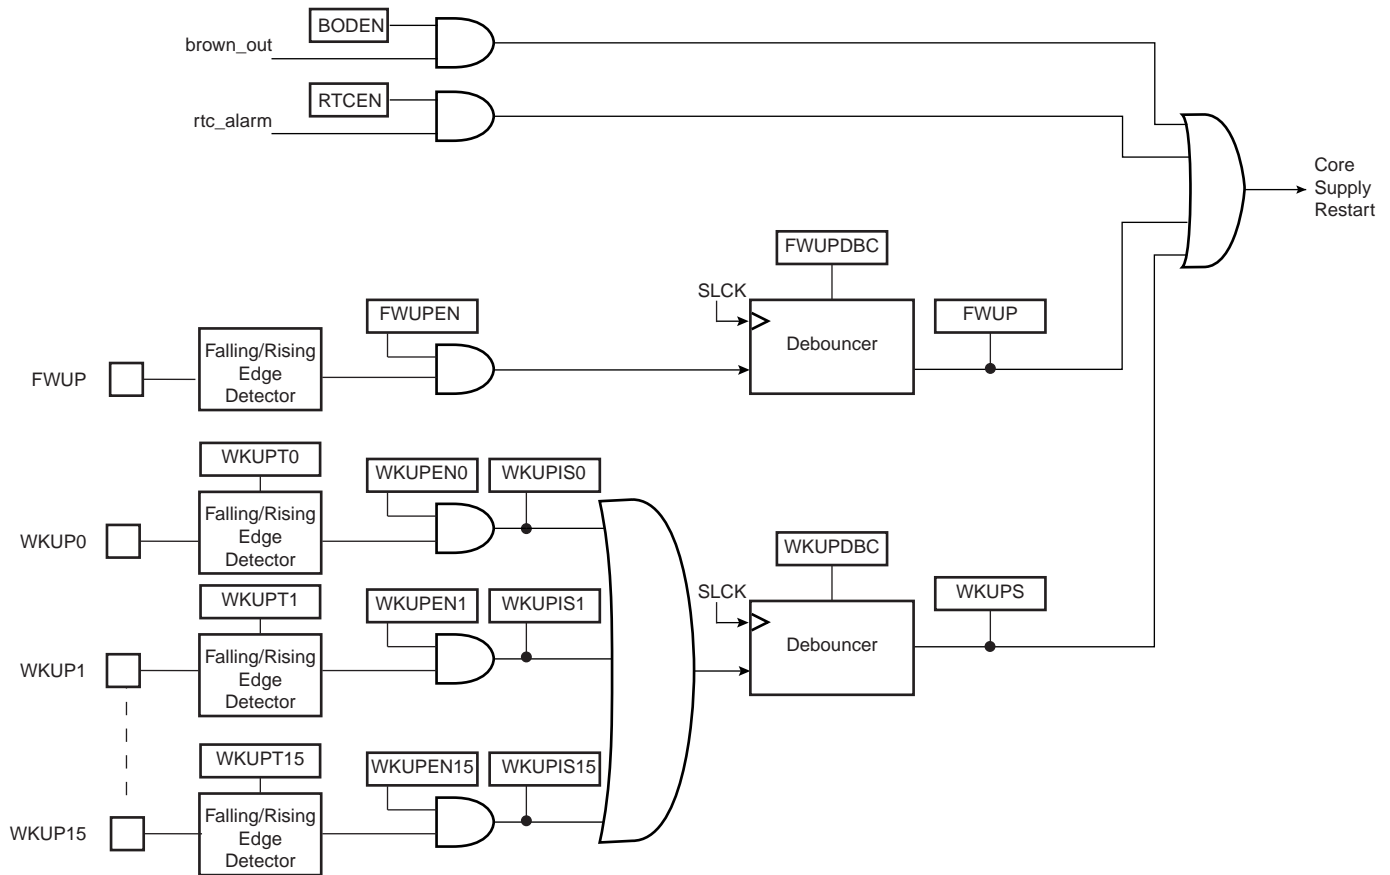 BODEN
brown_out
RTCEN
rtc_alarm
Core
Supply
Restart
FWUPDBC
SLCK
FWUPEN
FWUP
Falling/Rising
Edge
Detector
Debouncer
FWUP
WKUPT0
WKUPEN0
WKUPIS0
Falling/Rising
Edge
Detector
WKUP0
WKUPDBC
SLCK
WKUPT1
WKUPEN1
WKUPIS1
WKUPS
Falling/Rising
Edge
Detector
Debouncer
WKUP1
WKUPT15
WKUPEN15
WKUPIS15
Falling/Rising
Edge
Detector
WKUP15